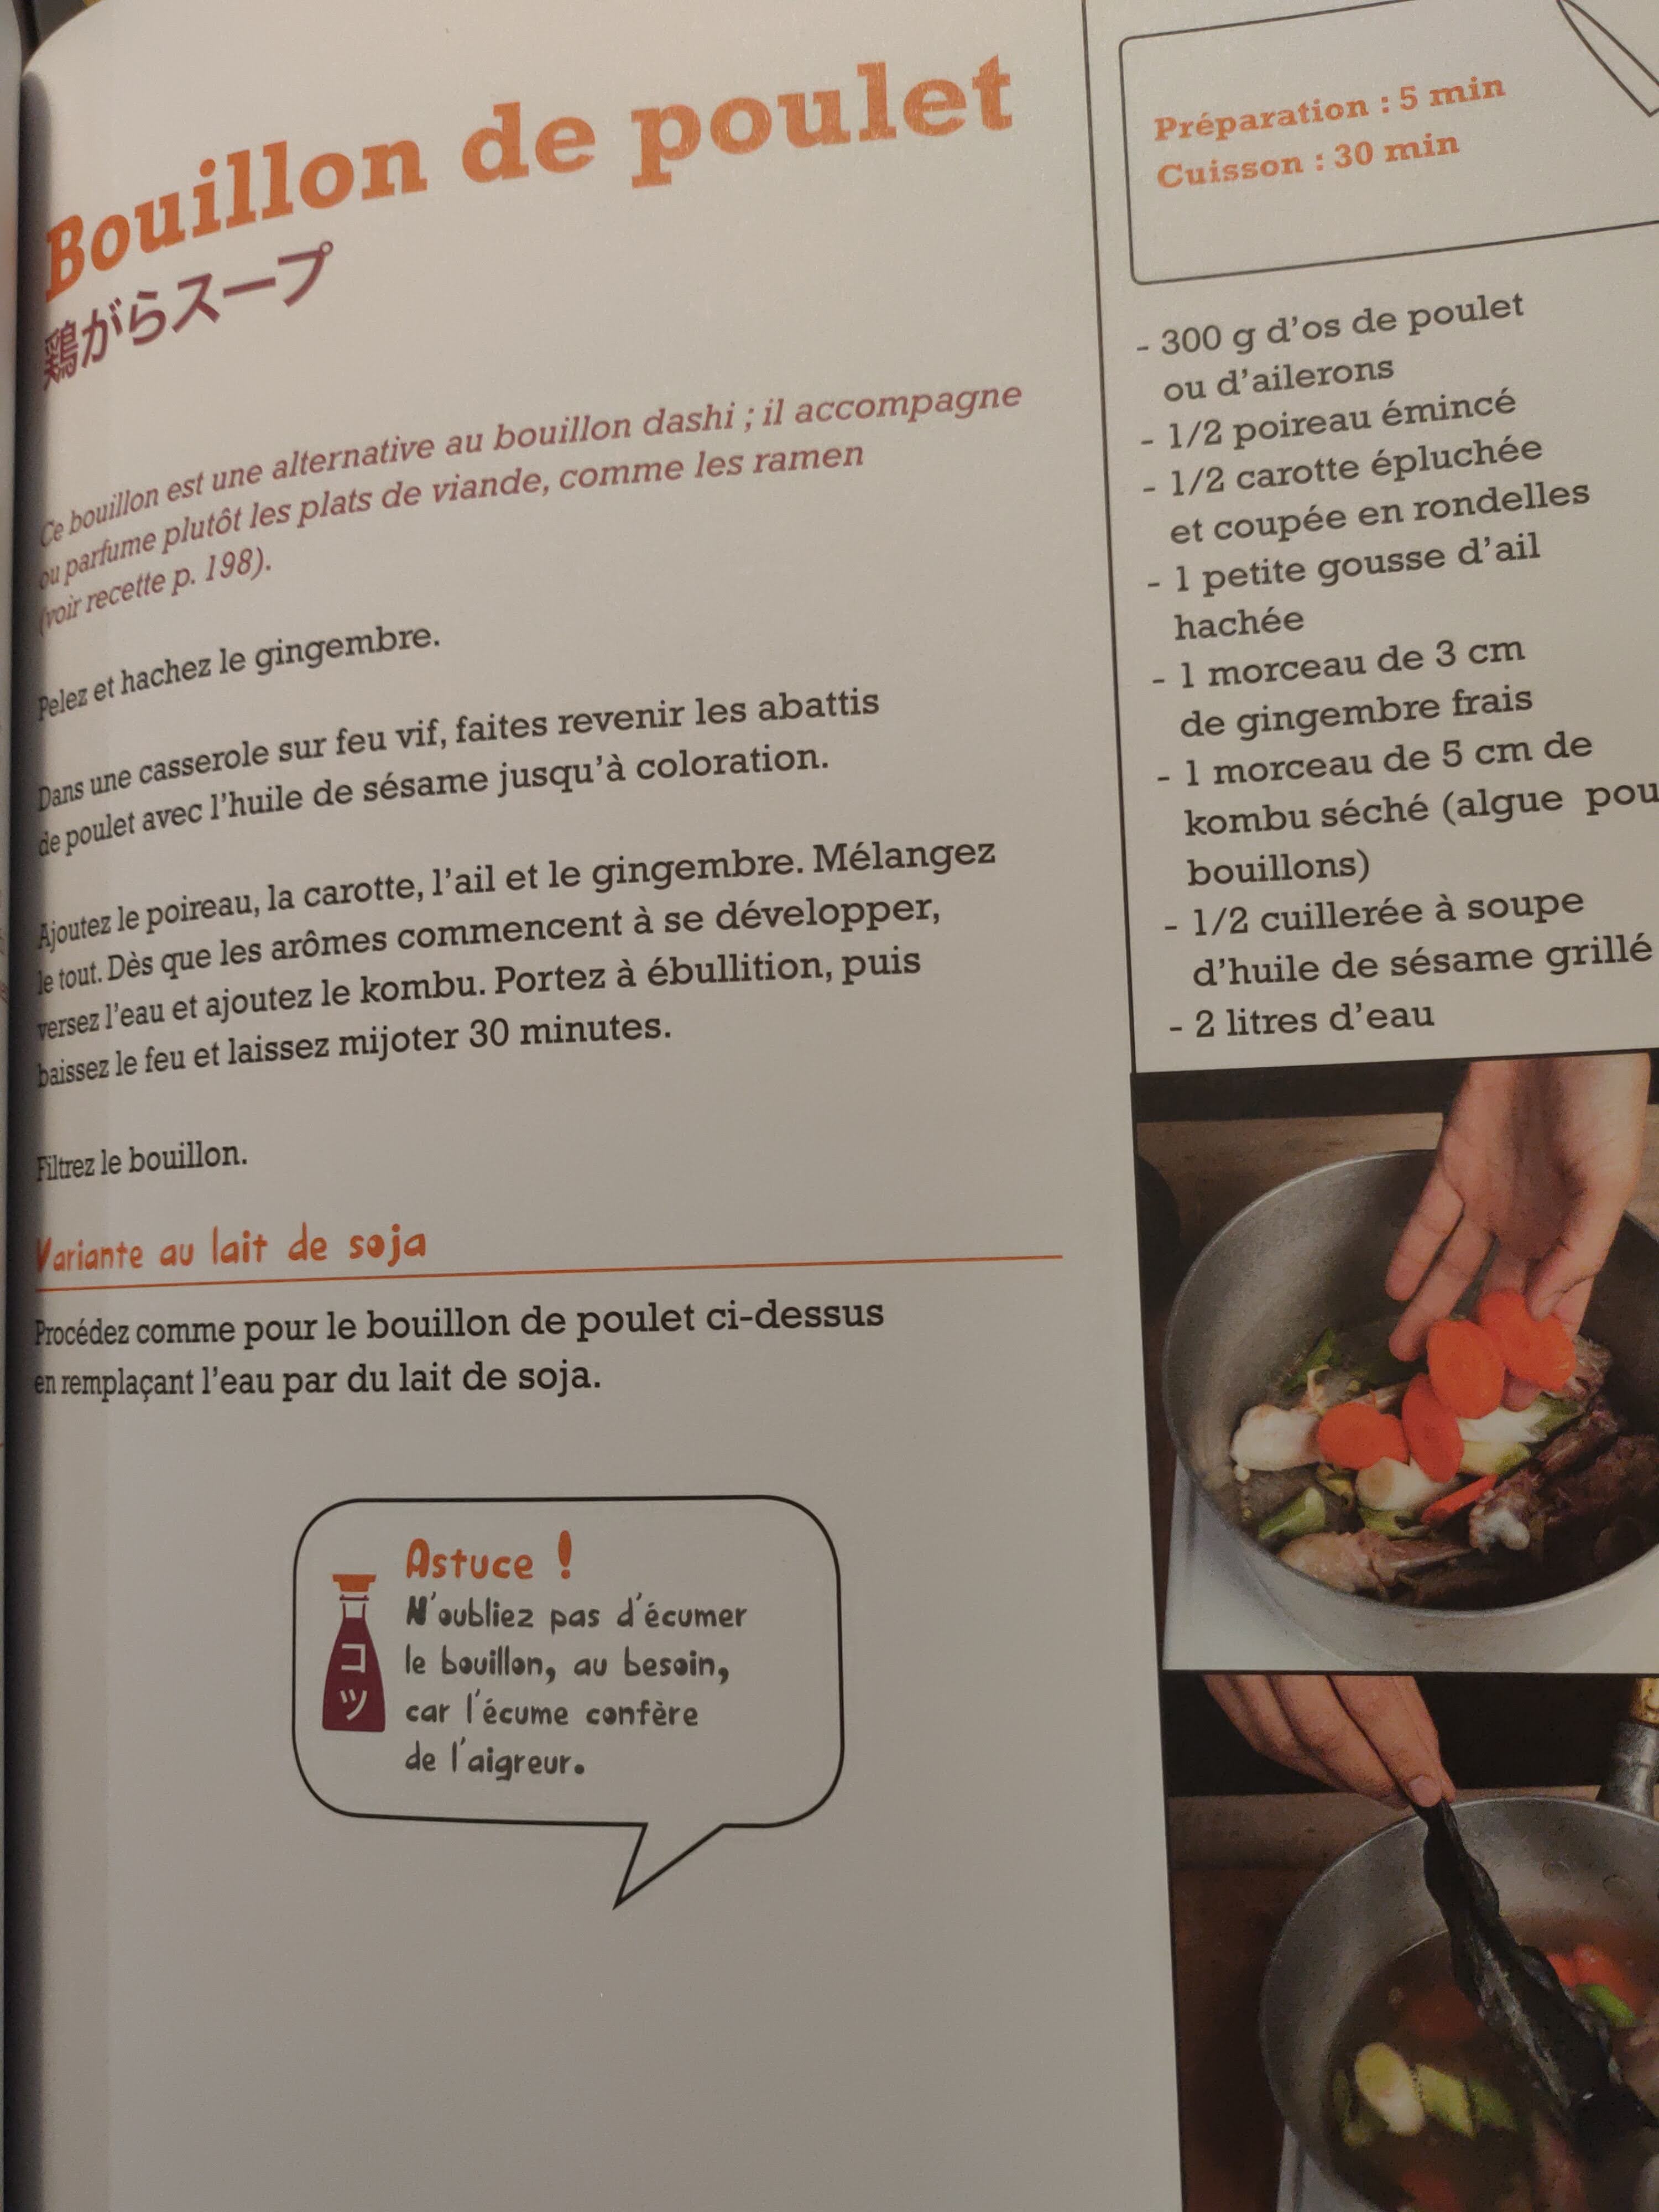 Bouillon de poulet
鶏がらスープ
Ce bouillon est une alternative au bouillon dashi ; il accompagne
ou parfume plutôt les plats de viande, comme les ramen
(voir recette p. 198).
Pelez et hachez le gingembre.
Dans une casserole sur feu vif, faites revenir les abattis
de poulet avec l'huile de sésame jusqu'à coloration.
Ajoutez le poireau, la carotte, l'ail et le gingembre. Mélangez
le tout. Dès que les arômes commencent à se développer,
versez l'eau et ajoutez le kombu. Portez à ébullition, puis
baissez le feu et laissez mijoter 30 minutes.
Filtrez le bouillon.
Variante au lait de soja
Procédez comme pour le bouillon de poulet ci-dessus
en remplaçant l'eau par du lait de soja.
コツ
Astuce !
N'oubliez pas d'écumer
le bouillon, au besoin,
car l'écume confère
de l'aigreur.
Préparation : 5 min
Cuisson : 30 min
- 300 g d'os de poulet
ou d'ailerons
- 1/2 poireau émincé
- 1/2 carotte épluchée
et coupée en rondelles
- 1 petite gousse d'ail
hachée
- 1 morceau de 3 cm
de gingembre frais
- 1 morceau de 5 cm de
kombu séché (algue pou
bouillons)
- 1/2 cuillerée à soupe
d'huile de sésame grillé
- 2 litres d'eau